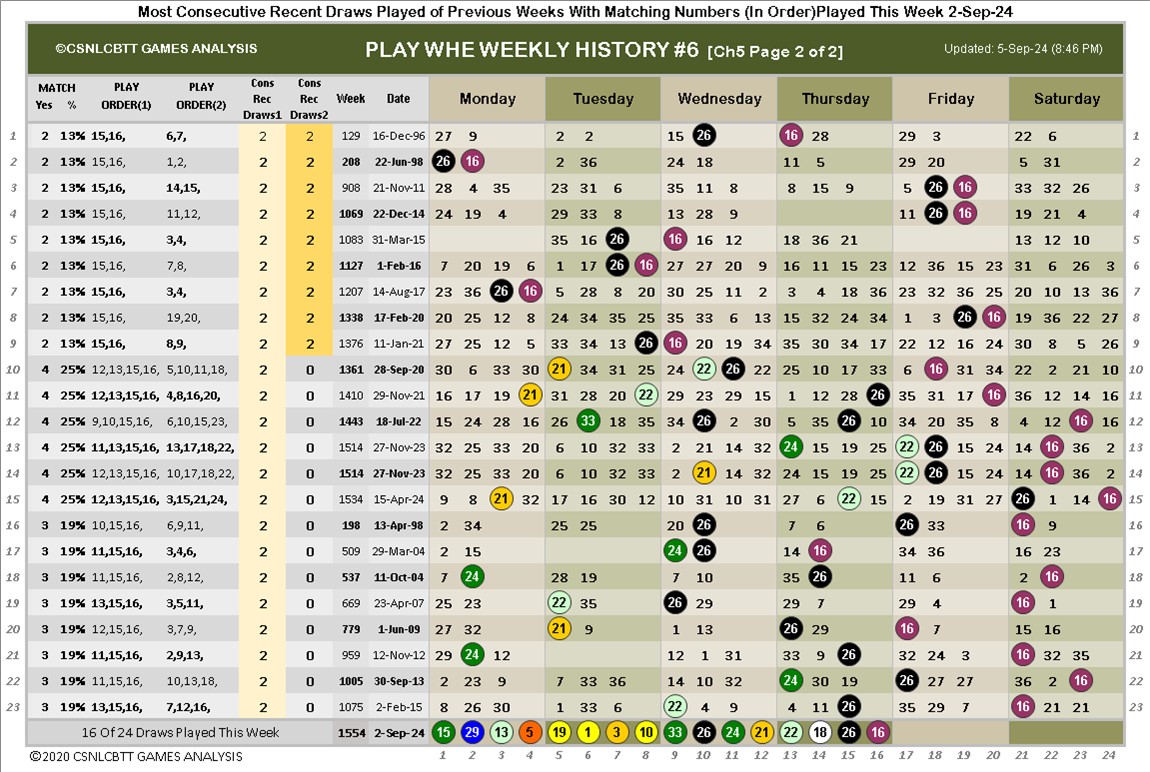 Most Consecutive Recent Draws Played of Previous Weeks With Matching Numbers (In Order)Played This Week 2-Sep-24
©CSNLCBTT GAMES ANALYSIS PLAY WHE WEEKLY HISTORY #6 [Ch5 Page 2 of 2] Updated: 5-Sep-24 (8:46 PM)
MATCH Yes % PLAY ORDER(1) PLAY ORDER(2) Cons Rec Draws1 Cons Rec Draws2 Week Date Monday Tuesday Wednesday Thursday Friday Saturday
1 2 13% 15,16, 6,7, 2 2 129 16-Dec-96 27 9 2 2 15 26 16 28 29 3 22 6 1
2 2 13% 15,16, 1,2, 2 2 208 22-Jun-98 26 16 2 36 24 18 11 5 29 20 5 31 2
3 2 13% 15,16, 14,15, 2 2 908 21-Nov-11 28 4 35 23 31 6 35 11 8 8 15 9 5 26 16 33 32 26 3
4 2 13% 15,16, 11,12, 2 2 1069 22-Dec-14 24 19 4 29 33 8 13 28 9 11 26 16 19 21 4 4
5 2 13% 15,16, 3,4, 2 2 1083 31-Mar-15 35 16 26 16 16 12 18 36 21 13 12 10 5
6 2 13% 15,16, 7,8, 2 2 1127 1-Feb-16 7 20 19 6 1 17 26 16 27 27 20 9 16 11 15 23 12 36 15 23 31 6 26 3 6
7 2 13% 15,16, 3,4, 2 2 1207 14-Aug-17 23 36 26 16 5 28 8 20 30 25 11 2 3 4 18 36 23 32 36 25 20 10 13 36 7
8 2 13% 15,16, 19,20, 2 2 1338 17-Feb-20 20 25 12 8 24 34 35 25 35 33 6 13 15 32 24 34 1 3 26 16 19 36 22 27 8
9 2 13% 15,16, 8,9, 2 2 1376 11-Jan-21 27 25 12 5 33 34 13 26 16 20 19 34 35 30 34 17 22 12 16 24 30 8 5 26 9
10 4 25% 12,13,15,16, 5,10,11,18, 2 0 1361 28-Sep-20 30 6 33 30 21 34 31 25 24 22 26 22 25 10 17 33 6 16 31 34 22 2 21 10 10
11 4 25% 12,13,15,16, 4,8,16,20, 2 0 1410 29-Nov-21 16 17 19 21 31 28 20 22 29 23 29 15 1 12 28 26 35 31 17 16 36 12 14 16 11
12 4 25% 9,10,15,16, 6,10,15,23, 2 0 1443 18-Jul-22 15 24 28 16 26 33 18 35 34 26 2 30 5 35 26 10 34 20 35 8 4 12 16 16 12
13 4 25% 11,13,15,16, 13,17,18,22, 2 0 1514 27-Nov-23 32 25 33 20 6 10 32 33 2 21 14 32 24 15 19 25 22 26 15 24 14 16 36 2 13
14 4 25% 12,13,15,16, 10,17,18,22, 2 0 1514 27-Nov-23 32 25 33 20 6 10 32 33 2 21 14 32 24 15 19 25 22 26 15 24 14 16 36 2 14
15 4 25% 12,13,15,16, 3,15,21,24, 2 0 1534 15-Apr-24 9 8 21 32 17 16 30 12 10 31 10 31 27 6 22 15 2 19 31 27 26 1 14 16 15
16 3 19% 10,15,16, 6,9,11, 2 0 198 13-Apr-98 2 34 25 25 20 26 7 6 26 33 16 9 16
17 3 19% 11,15,16, 3,4,6, 2 0 509 29-Mar-04 2 15 24 26 14 16 34 36 16 23 17
18 3 19% 11,15,16, 2,8,12, 2 0 537 11-Oct-04 7 24 28 19 7 10 35 26 11 6 2 16 18
19 3 19% 13,15,16, 3,5,11, 2 0 669 23-Apr-07 25 23 22 35 26 29 29 7 29 4 16 1 19
20 3 19% 12,15,16, 3,7,9, 2 0 779 1-Jun-09 27 32 21 9 1 13 26 29 16 7 15 16 20
21 3 19% 11,15,16, 2,9,13, 2 0 959 12-Nov-12 29 24 12 12 1 31 33 9 26 32 24 3 16 32 35 21
22 3 19% 11,15,16, 10,13,18, 2 0 1005 30-Sep-13 2 23 9 7 33 36 14 10 32 24 30 19 26 27 27 36 2 16 22
23 3 19% 13,15,16, 7,12,16, 2 0 1075 2-Feb-15 8 26 30 1 33 6 22 4 9 4 11 26 35 29 7 16 21 21 23
16 Of 24 Draws Played This Week 1554 2-Sep-24 15 29 13 5 19 1 3 10 33 26 24 21 22 18 26 16
©2020 CSNLCBTT GAMES ANALYSIS 1 2 3 4 5 6 7 8 9 10 11 12 13 14 15 16 17 18 19 20 21 22 23 24